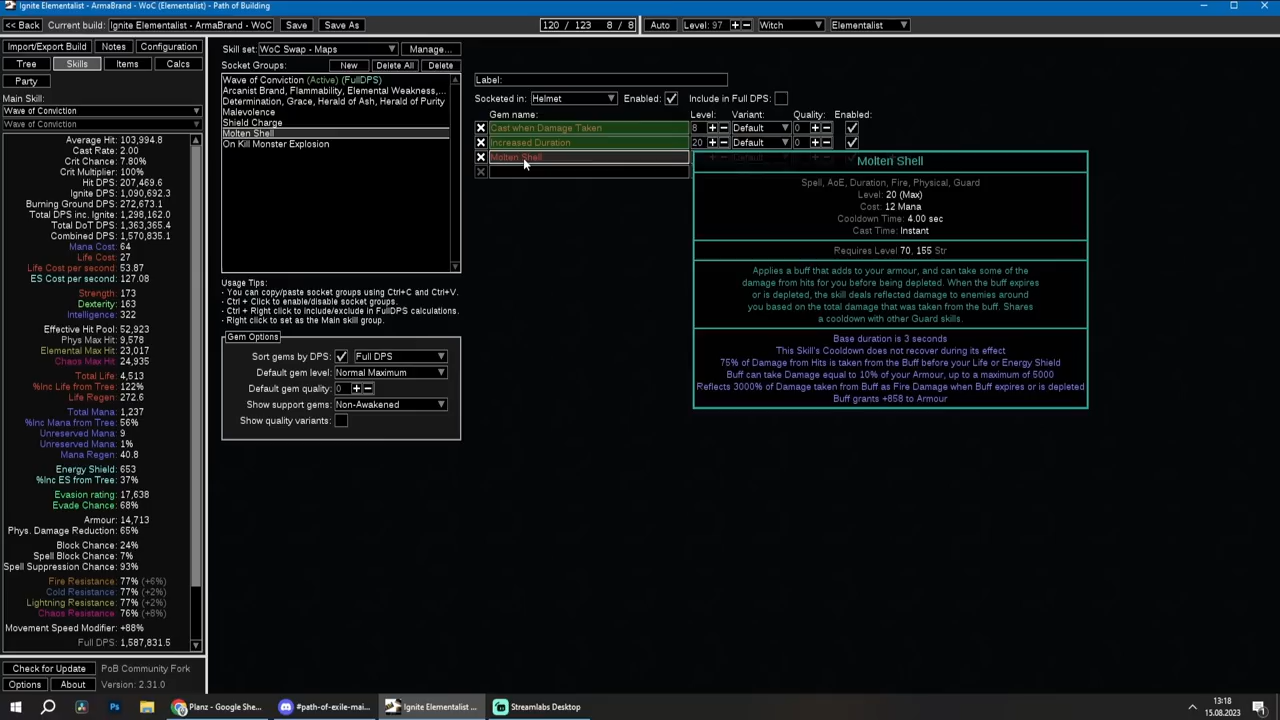 Ignite Elementalist - ArmaBrand - WoC (Elementalist) - Path of Building
<< Back Current build: Ignite Elementalist - ArmaBrand - WoC Save Save As 120 / 123 8 / 8 Auto Level: 97 Witch Elementalist
Import/Export Build Notes Configuration
Tree Skills Items Calcs
Party
Main Skill:
Wave of Conviction
Wave of Conviction
Average Hit: 103,994.8
Cast Rate: 2.00
Crit Chance: 7.80%
Crit Multiplier: 100%
Hit DPS: 207,469.6
Ignite DPS: 1,090,692.3
Burning Ground DPS: 272,673.1
Total DPS inc. Ignite: 1,298,162.0
Total DoT DPS: 1,363,365.4
Combined DPS: 1,570,835.1
Mana Cost: 64
Life Cost: 27
Life Cost per second: 53.87
ES Cost per second: 127.08
Strength: 173
Dexterity: 163
Intelligence: 322
Effective Hit Pool: 52,923
Phys Max Hit: 9,578
Elemental Max Hit: 23,017
Chaos Max Hit: 24,935
Total Life: 4,513
%Inc Life from Tree: 122%
Life Regen: 272.6
Total Mana: 1,237
%Inc Mana from Tree: 56%
Unreserved Mana: 9
Unreserved Mana: 1%
Mana Regen: 40.8
Energy Shield: 653
%Inc ES from Tree: 37%
Evasion rating: 17,638
Evade Chance: 68%
Armour: 14,713
Phys. Damage Reduction: 65%
Block Chance: 24%
Spell Block Chance: 7%
Spell Suppression Chance: 93%
Fire Resistance: 77% (+6%)
Cold Resistance: 77% (+2%)
Lightning Resistance: 77% (+2%)
Chaos Resistance: 76% (+8%)
Movement Speed Modifier: +88%
Full DPS: 1,587,831.5
Check for Update PoB Community Fork
Options About Version: 2.31.0
Skill set: WoC Swap - Maps Manage...
Socket Groups: New Delete All Delete
Wave of Conviction (Active) (FullDPS)
Arcanist Brand, Flammability, Elemental Weakness,...
Determination, Grace, Herald of Ash, Herald of Purity
Malevolence
Shield Charge
Molten Shell
On Kill Monster Explosion
Usage Tips:
- You can copy/paste socket groups using Ctrl+C and Ctrl+V.
- Ctrl + Click to enable/disable socket groups.
- Ctrl + Right click to include/exclude in FullDPS calculations.
- Right click to set as the Main skill group.
Gem Options
Sort gems by DPS: Full DPS
Default gem level: Normal Maximum
Default gem quality: 0
Show support gems: Non-Awakened
Show quality variants:
Label:
Socketed in: Helmet Enabled: Include in Full DPS:
Gem name: Level: Variant: Quality: Enabled:
Cast when Damage Taken 8 Default 0
Increased Duration 20 Default 0
Molten Shell
Molten Shell
Spell, AoE, Duration, Fire, Physical, Guard
Level: 20 (Max)
Cost: 12 Mana
Cooldown Time: 4.00 sec
Cast Time: Instant
Requires Level 70, 155 Str
Applies a buff that adds to your armour, and can take some of the
damage from hits for you before being depleted. When the buff expires
or is depleted, the skill deals reflected damage to enemies around
you based on the total damage that was taken from the buff. Shares
a cooldown with other Guard skills.
Base duration is 3 seconds
This Skill's Cooldown does not recover during its effect
75% of Damage from Hits is taken from the Buff before your Life or Energy Shield
Buff can take Damage equal to 10% of your Armour, up to a maximum of 5000
Reflects 3000% of Damage taken from Buff as Fire Damage when Buff expires or is depleted
Buff grants +858 to Armour
Planz - Google She... #path-of-exile-mai... Ignite Elementalist ... Streamlabs Desktop
13:18
15.08.2023